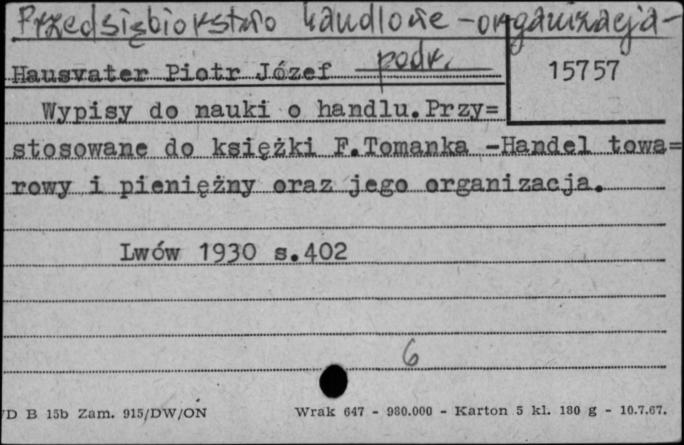 Przedsiębiorstwo handlowe - organizacja -
podr.
15757
Hausvater Piotr Józef
Wypisy do nauki o handlu.Przy=
stosowane do książki F.Tomanka -Handel towa=
rowy i pieniężny oraz jego organizacja.
Lwów 1930 s.402
6
D B 15b Zam. 915/DW/ON Wrak 647 - 980.000 - Karton 5 kl. 180 g - 10.7.67.